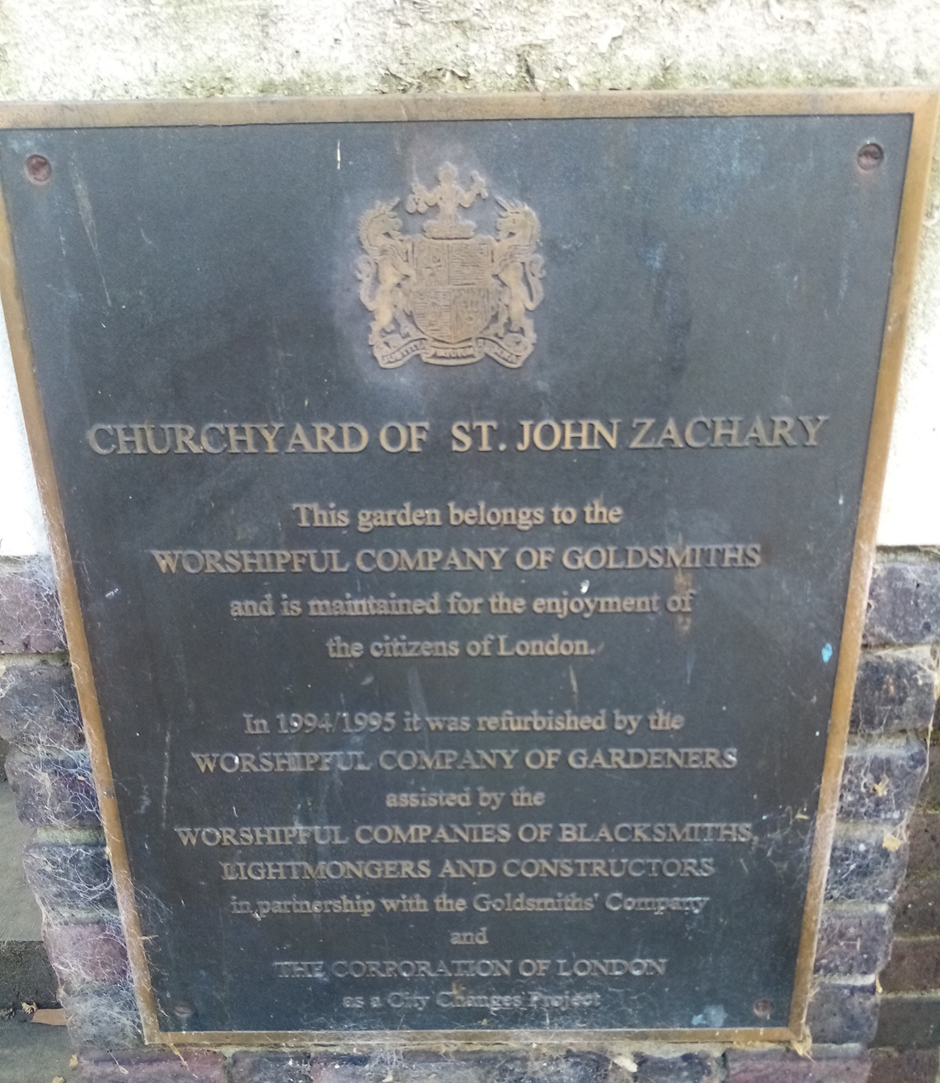 CHURCHYARD OF ST. JOHN ZACHARY
This garden belongs to the
WORSHIPFUL COMPANY OF GOLDSMITHS
and is maintained for the enjoyment of
the citizens of London.
In 1994/1995 it was refurbished by the
WORSHIPFUL COMPANY OF GARDENERS
assisted by the
WORSHIPFUL COMPANIES OF BLACKSMITHS,
LIGHTMONGERS AND CONSTRUCTORS
in partnership with the Goldsmiths' Company
and
THE CORPORATION OF LONDON
as a City Changes Project